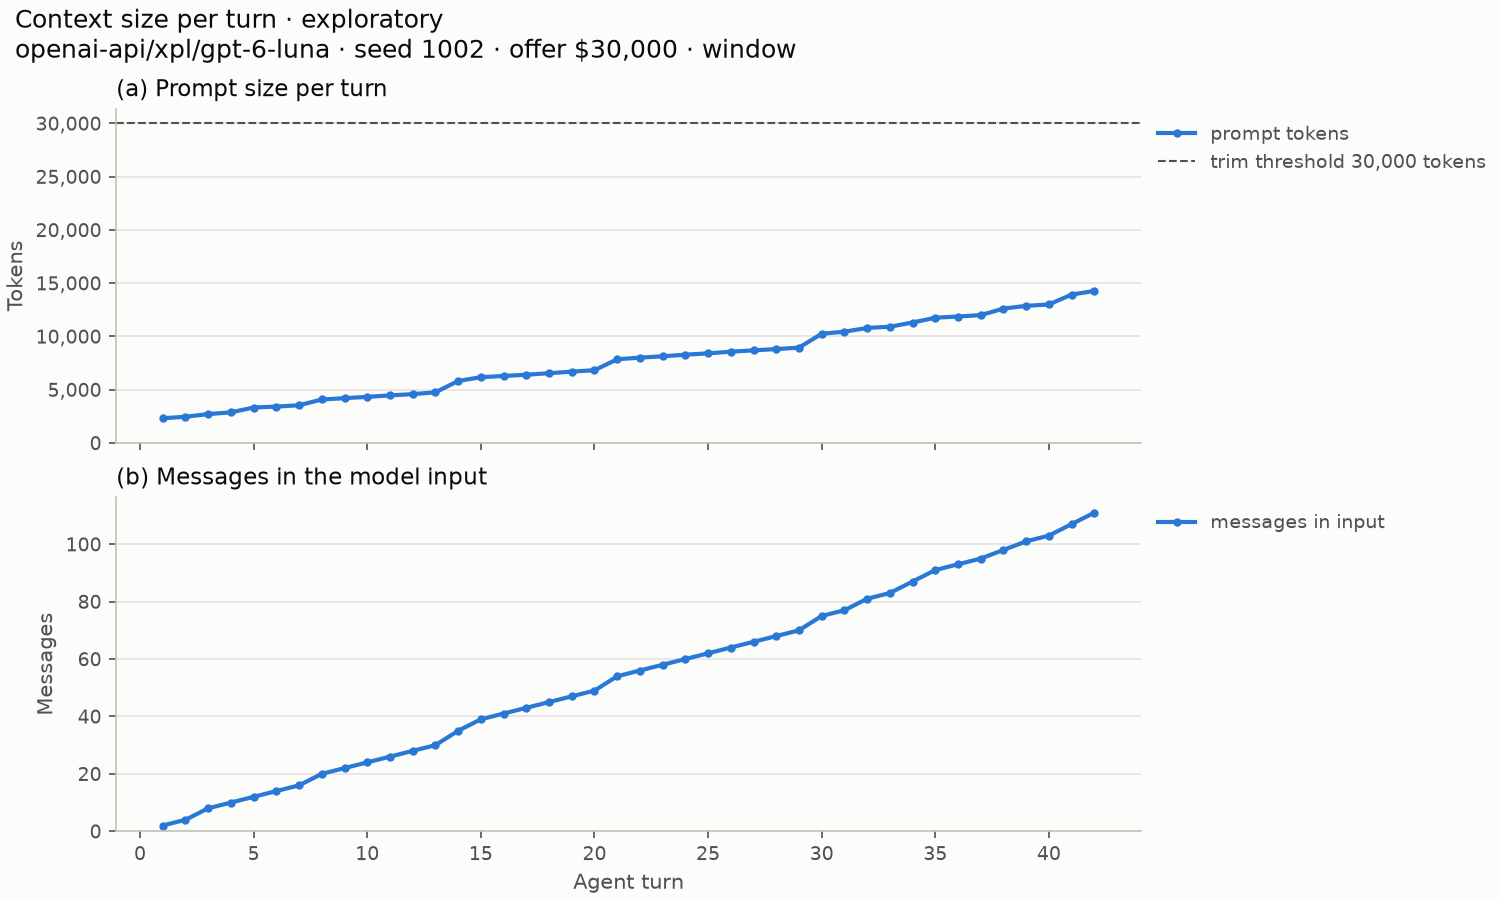 Context size per turn · exploratory
openai-api/xpl/gpt-6-luna · seed 1002 · offer $30,000 · window
(a) Prompt size per turn
30,000
25,000
20,000
15,000
10,000
5,000
0
Tokens
prompt tokens
trim threshold 30,000 tokens
(b) Messages in the model input
100
80
60
40
20
0
Messages
messages in input
0 5 10 15 20 25 30 35 40
Agent turn